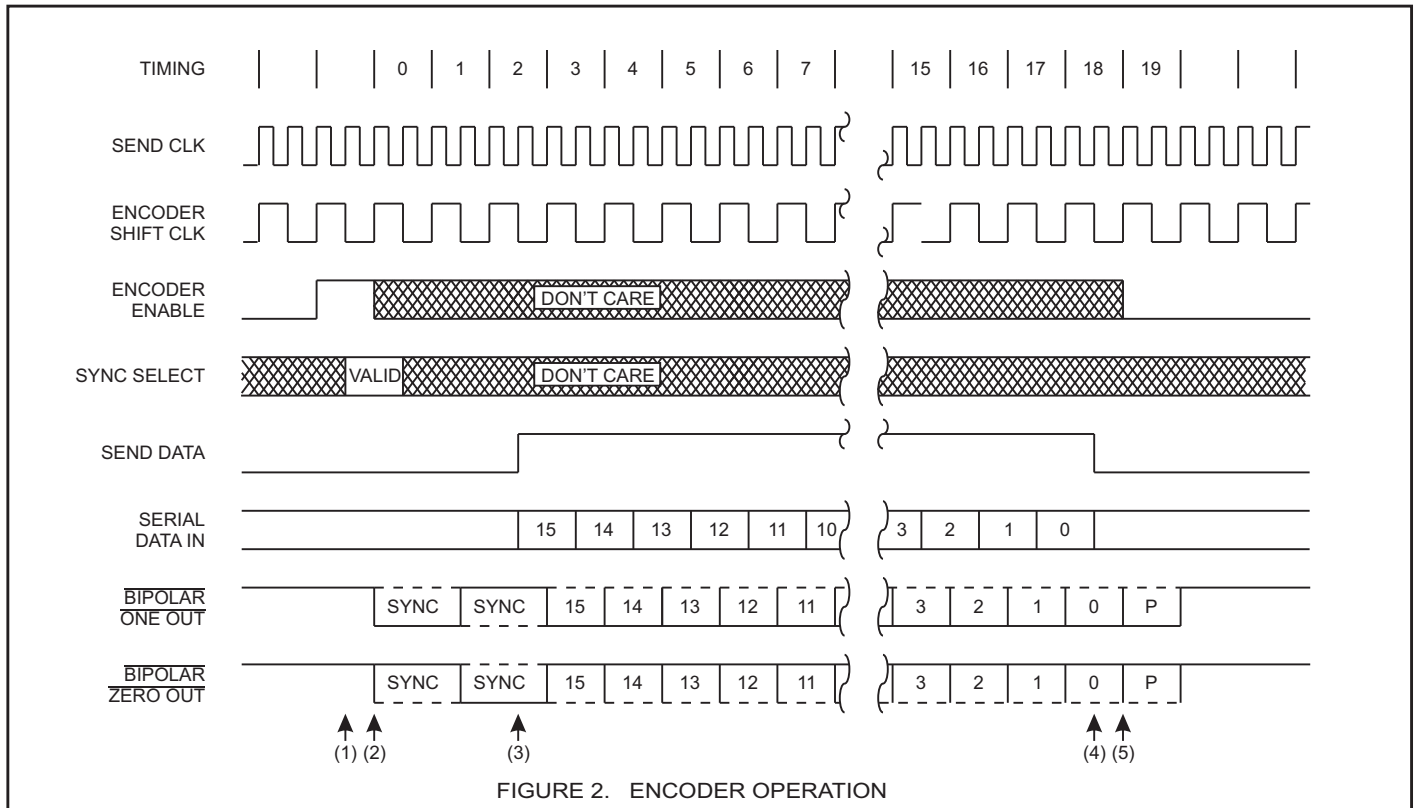 TIMING 0 1 2 3 4 5 6 7 15 16 17 18 19
SEND CLK
ENCODER
SHIFT CLK
ENCODER
ENABLE
DON'T CARE
SYNC SELECT VALID DON'T CARE
SEND DATA
SERIAL
DATA IN
15 14 13 12 11 10 3 2 1 0
BIPOLAR
ONE OUT
SYNC SYNC 15 14 13 12 11 3 2 1 0 P
BIPOLAR
ZERO OUT
SYNC SYNC 15 14 13 12 11 3 2 1 0 P
(1) (2) (3) (4) (5)
FIGURE 2. ENCODER OPERATION